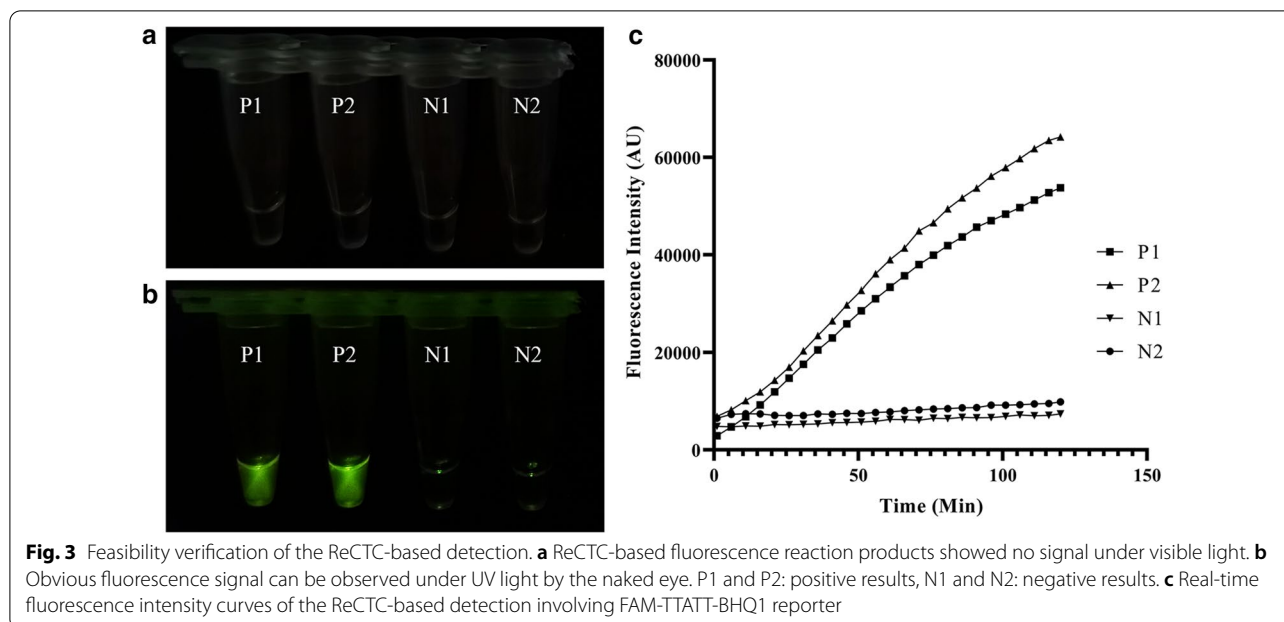 a
P1 P2 N1 N2
b
P1 P2 N1 N2
c
80000
60000
40000
20000
0
Fluorescence Intensity (AU)
0 50 100 150
Time (Min)
P1
P2
N1
N2
Fig. 3 Feasibility verification of the ReCTC-based detection. a ReCTC-based fluorescence reaction products showed no signal under visible light. b
Obvious fluorescence signal can be observed under UV light by the naked eye. P1 and P2: positive results, N1 and N2: negative results. c Real-time
fluorescence intensity curves of the ReCTC-based detection involving FAM-TTATT-BHQ1 reporter